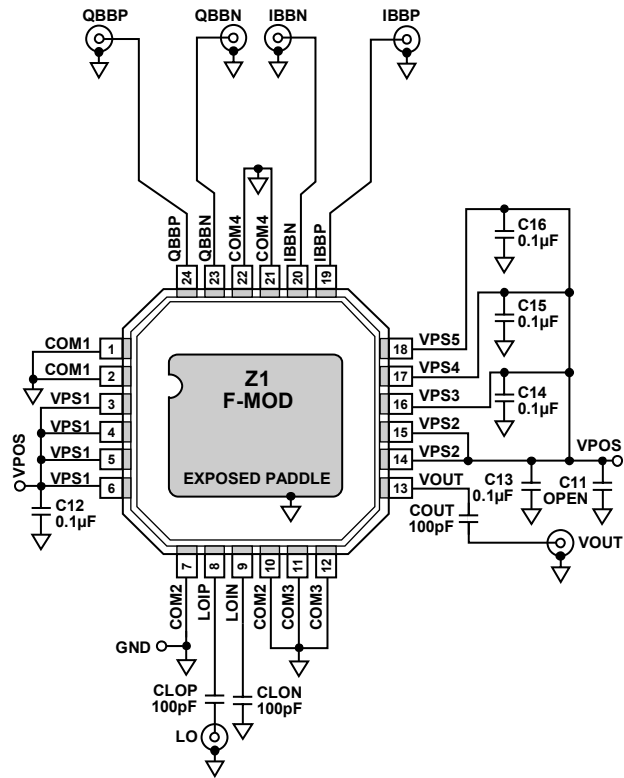 QBBP
QBBN
IBBN
IBBP
QBBP
QBBN
COM4
COM4
IBBN
IBBP
24
23
22
21
20
19
C16
0.1µF
C15
0.1µF
C14
0.1µF
COM1
1
COM1
2
VPS1
3
VPS1
4
VPS1
5
VPS1
6
VPOS
C12
0.1µF
Z1
F-MOD
EXPOSED PADDLE
18
VPS5
17
VPS4
16
VPS3
15
VPS2
14
VPS2
13
VOUT
VPOS
C13
0.1µF
C11
OPEN
COUT
100pF
VOUT
7
8
9
10
11
12
COM2
LOIP
LOIN
COM2
COM3
COM3
GND
CLOP
100pF
CLON
100pF
LO